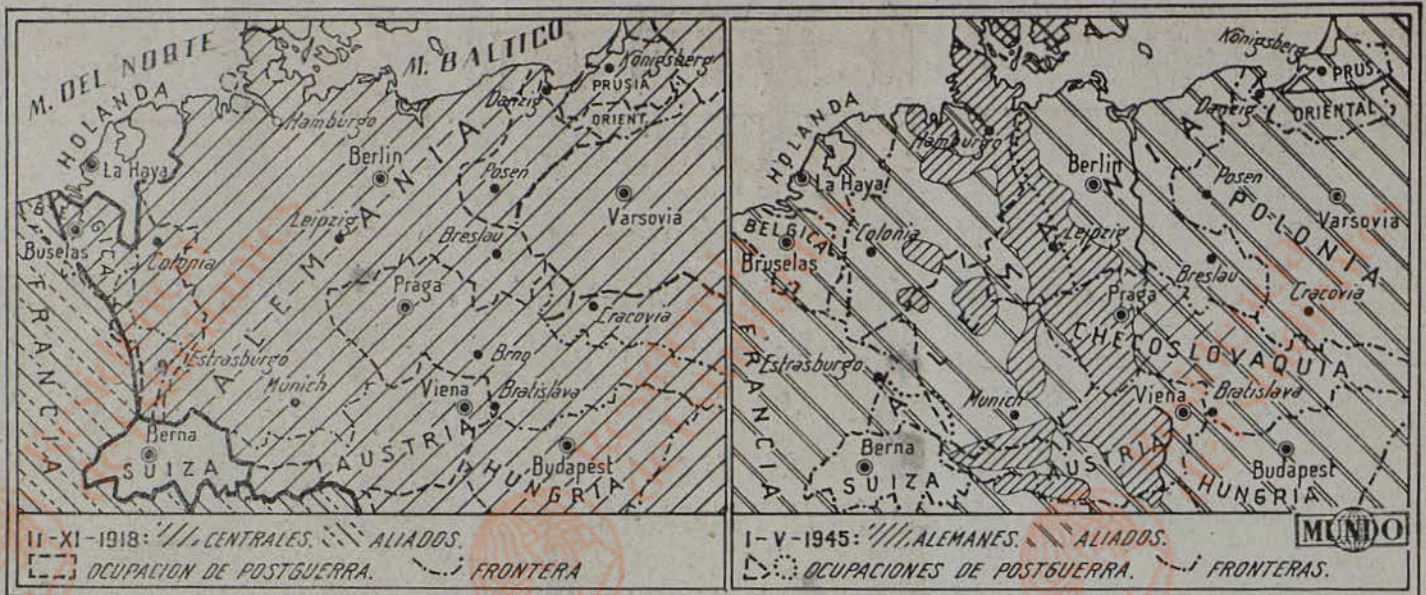 M. DEL NORTE
M. BALTICO
HOLANDA
La Haya
Hamburgo
Berlin
Danzig
Königsberg
PRUSIA
ORIENT.
Posen
Varsovia
A-L-E-M-A-N-I-A
Leipzig
Breslau
BELGICA
Buselas
Colonia
Praga
Cracovia
FRANCIA
Estrasburgo
Munich
Brno
Viena
Bratislava
Berna
SUIZA
AUSTRIA
HUNGRIA
Budapest
11-XI-1918: CENTRALES. ALIADOS.
OCUPACION DE POSTGUERRA. FRONTERA
HOLANDA
La Haya
Hamburgo
Berlin
Danzig
Königsberg
PRUS.
ORIENTAL
Posen
POLONIA
Varsovia
BELGICA
Bruselas
Colonia
Leipzig
Breslau
Cracovia
Praga
CHECOSLOVAQUIA
FRANCIA
Estrasburgo
Munich
Viena
Bratislava
Berna
SUIZA
AUSTRIA
HUNGRIA
Budapest
1-V-1945: ALEMANES. ALIADOS.
OCUPACIONES DE POSTGUERRA. FRONTERAS.
MUNDO